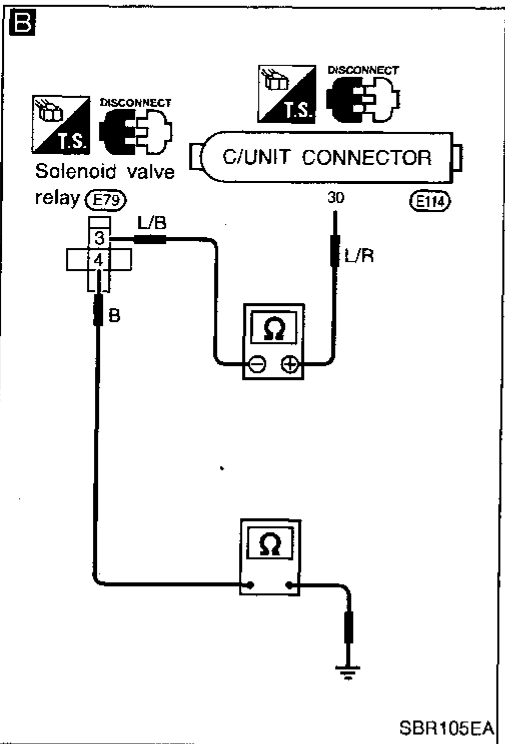 B
DISCONNECT
T.S.
DISCONNECT
T.S.
C/UNIT CONNECTOR
Solenoid valve
relay E79
30
E114
3
L/B
L/R
4
B
Ω
Ω
SBR105EA